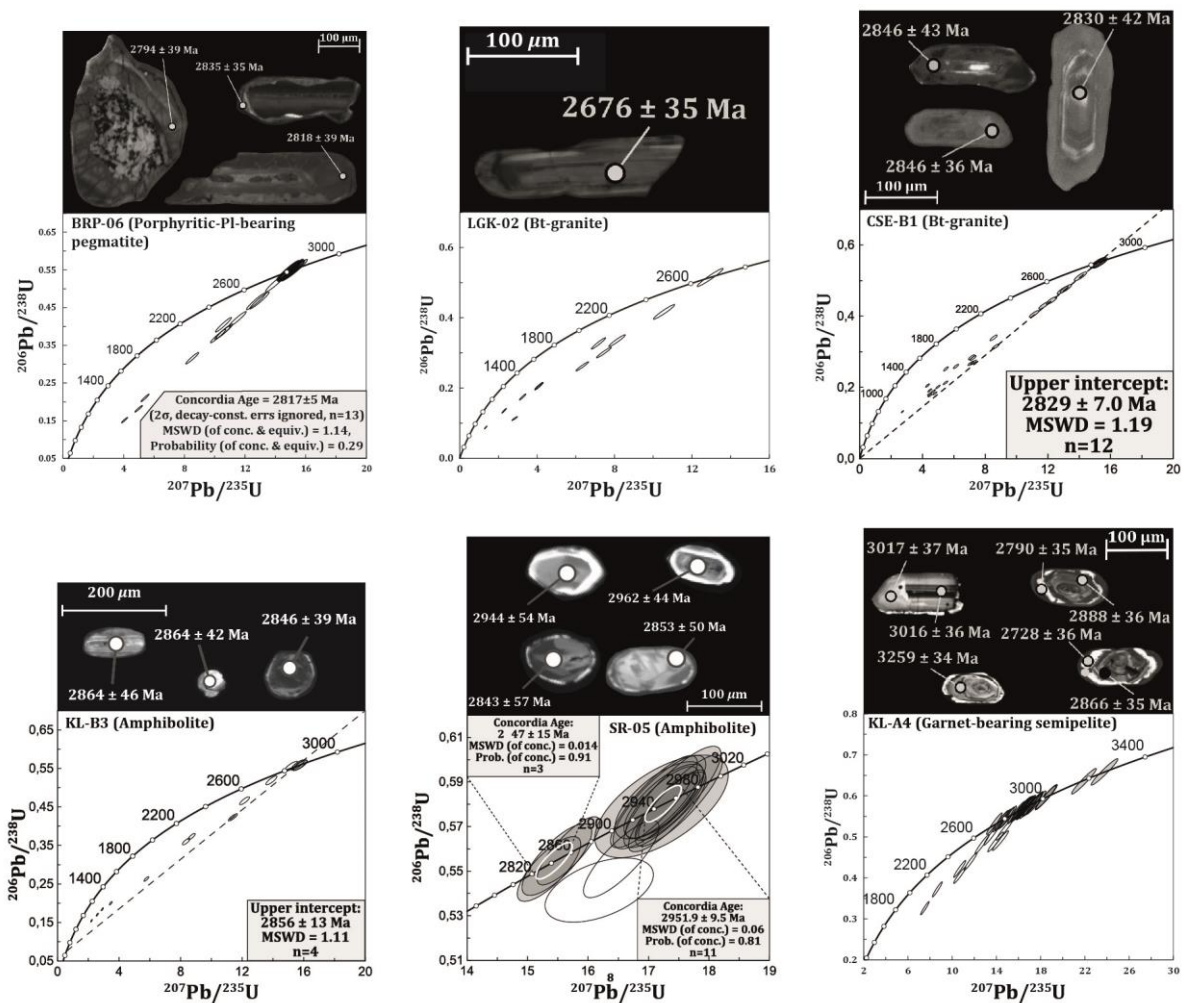 2794 ± 39 Ma
100 µm
2835 ± 35 Ma
2818 ± 39 Ma
BRP-06 (Porphyritic-Pl-bearing
pegmatite)
0.65
0.55
0.45
0.35
0.25
0.15
0.05
206Pb/238U
1400
1800
2200
2600
3000
Concordia Age = 2817±5 Ma
(2σ, decay-const. errs ignored, n=13)
MSWD (of conc. & equiv.) = 1.14,
Probability (of conc. & equiv.) = 0.29
0 4 8 12 16 20
207Pb/235U
100 µm
2676 ± 35 Ma
LGK-02 (Bt-granite)
0.6
0.4
0.2
0.0
206Pb/238U
1400
1800
2200
2600
0 4 8 12 16
207Pb/235U
2846 ± 43 Ma
2830 ± 42 Ma
2846 ± 36 Ma
100 µm
CSE-B1 (Bt-granite)
0,6
0,4
0,2
0,0
206Pb/238U
1000
1400
1800
2200
2600
3000
Upper intercept:
2829 ± 7.0 Ma
MSWD = 1.19
n=12
0 4 8 12 16 20
207Pb/235U
200 µm
2864 ± 42 Ma
2846 ± 39 Ma
2864 ± 46 Ma
KL-B3 (Amphibolite)
0,65
0,55
0,45
0,35
0,25
0,15
0,05
206Pb/238U
1400
1800
2200
2600
3000
Upper intercept:
2856 ± 13 Ma
MSWD = 1.11
n=4
0 4 8 12 16 20
207Pb/235U
2944 ± 54 Ma
2962 ± 44 Ma
2853 ± 50 Ma
2843 ± 57 Ma
100 µm
Concordia Age:
2 47 ± 15 Ma
MSWD (of conc.) = 0.014
Prob. (of conc.) = 0.91
n=3
SR-05 (Amphibolite)
0,61
0,59
0,57
0,55
0,53
0,51
206Pb/238U
2820
2860
2900
2940
2980
3020
Concordia Age:
2951.9 ± 9.5 Ma
MSWD (of conc.) = 0.06
Prob. (of conc.) = 0.81
n=11
14 15 16 17 18 19
8
207Pb/235U
3017 ± 37 Ma
2790 ± 35 Ma
100 µm
3016 ± 36 Ma
2888 ± 36 Ma
2728 ± 36 Ma
3259 ± 34 Ma
2866 ± 35 Ma
KL-A4 (Garnet-bearing semipelite)
0.8
0.7
0.6
0.5
0.4
0.3
0.2
206Pb/238U
1800
2200
2600
3000
3400
2 6 10 14 18 22 26 30
207Pb/235U